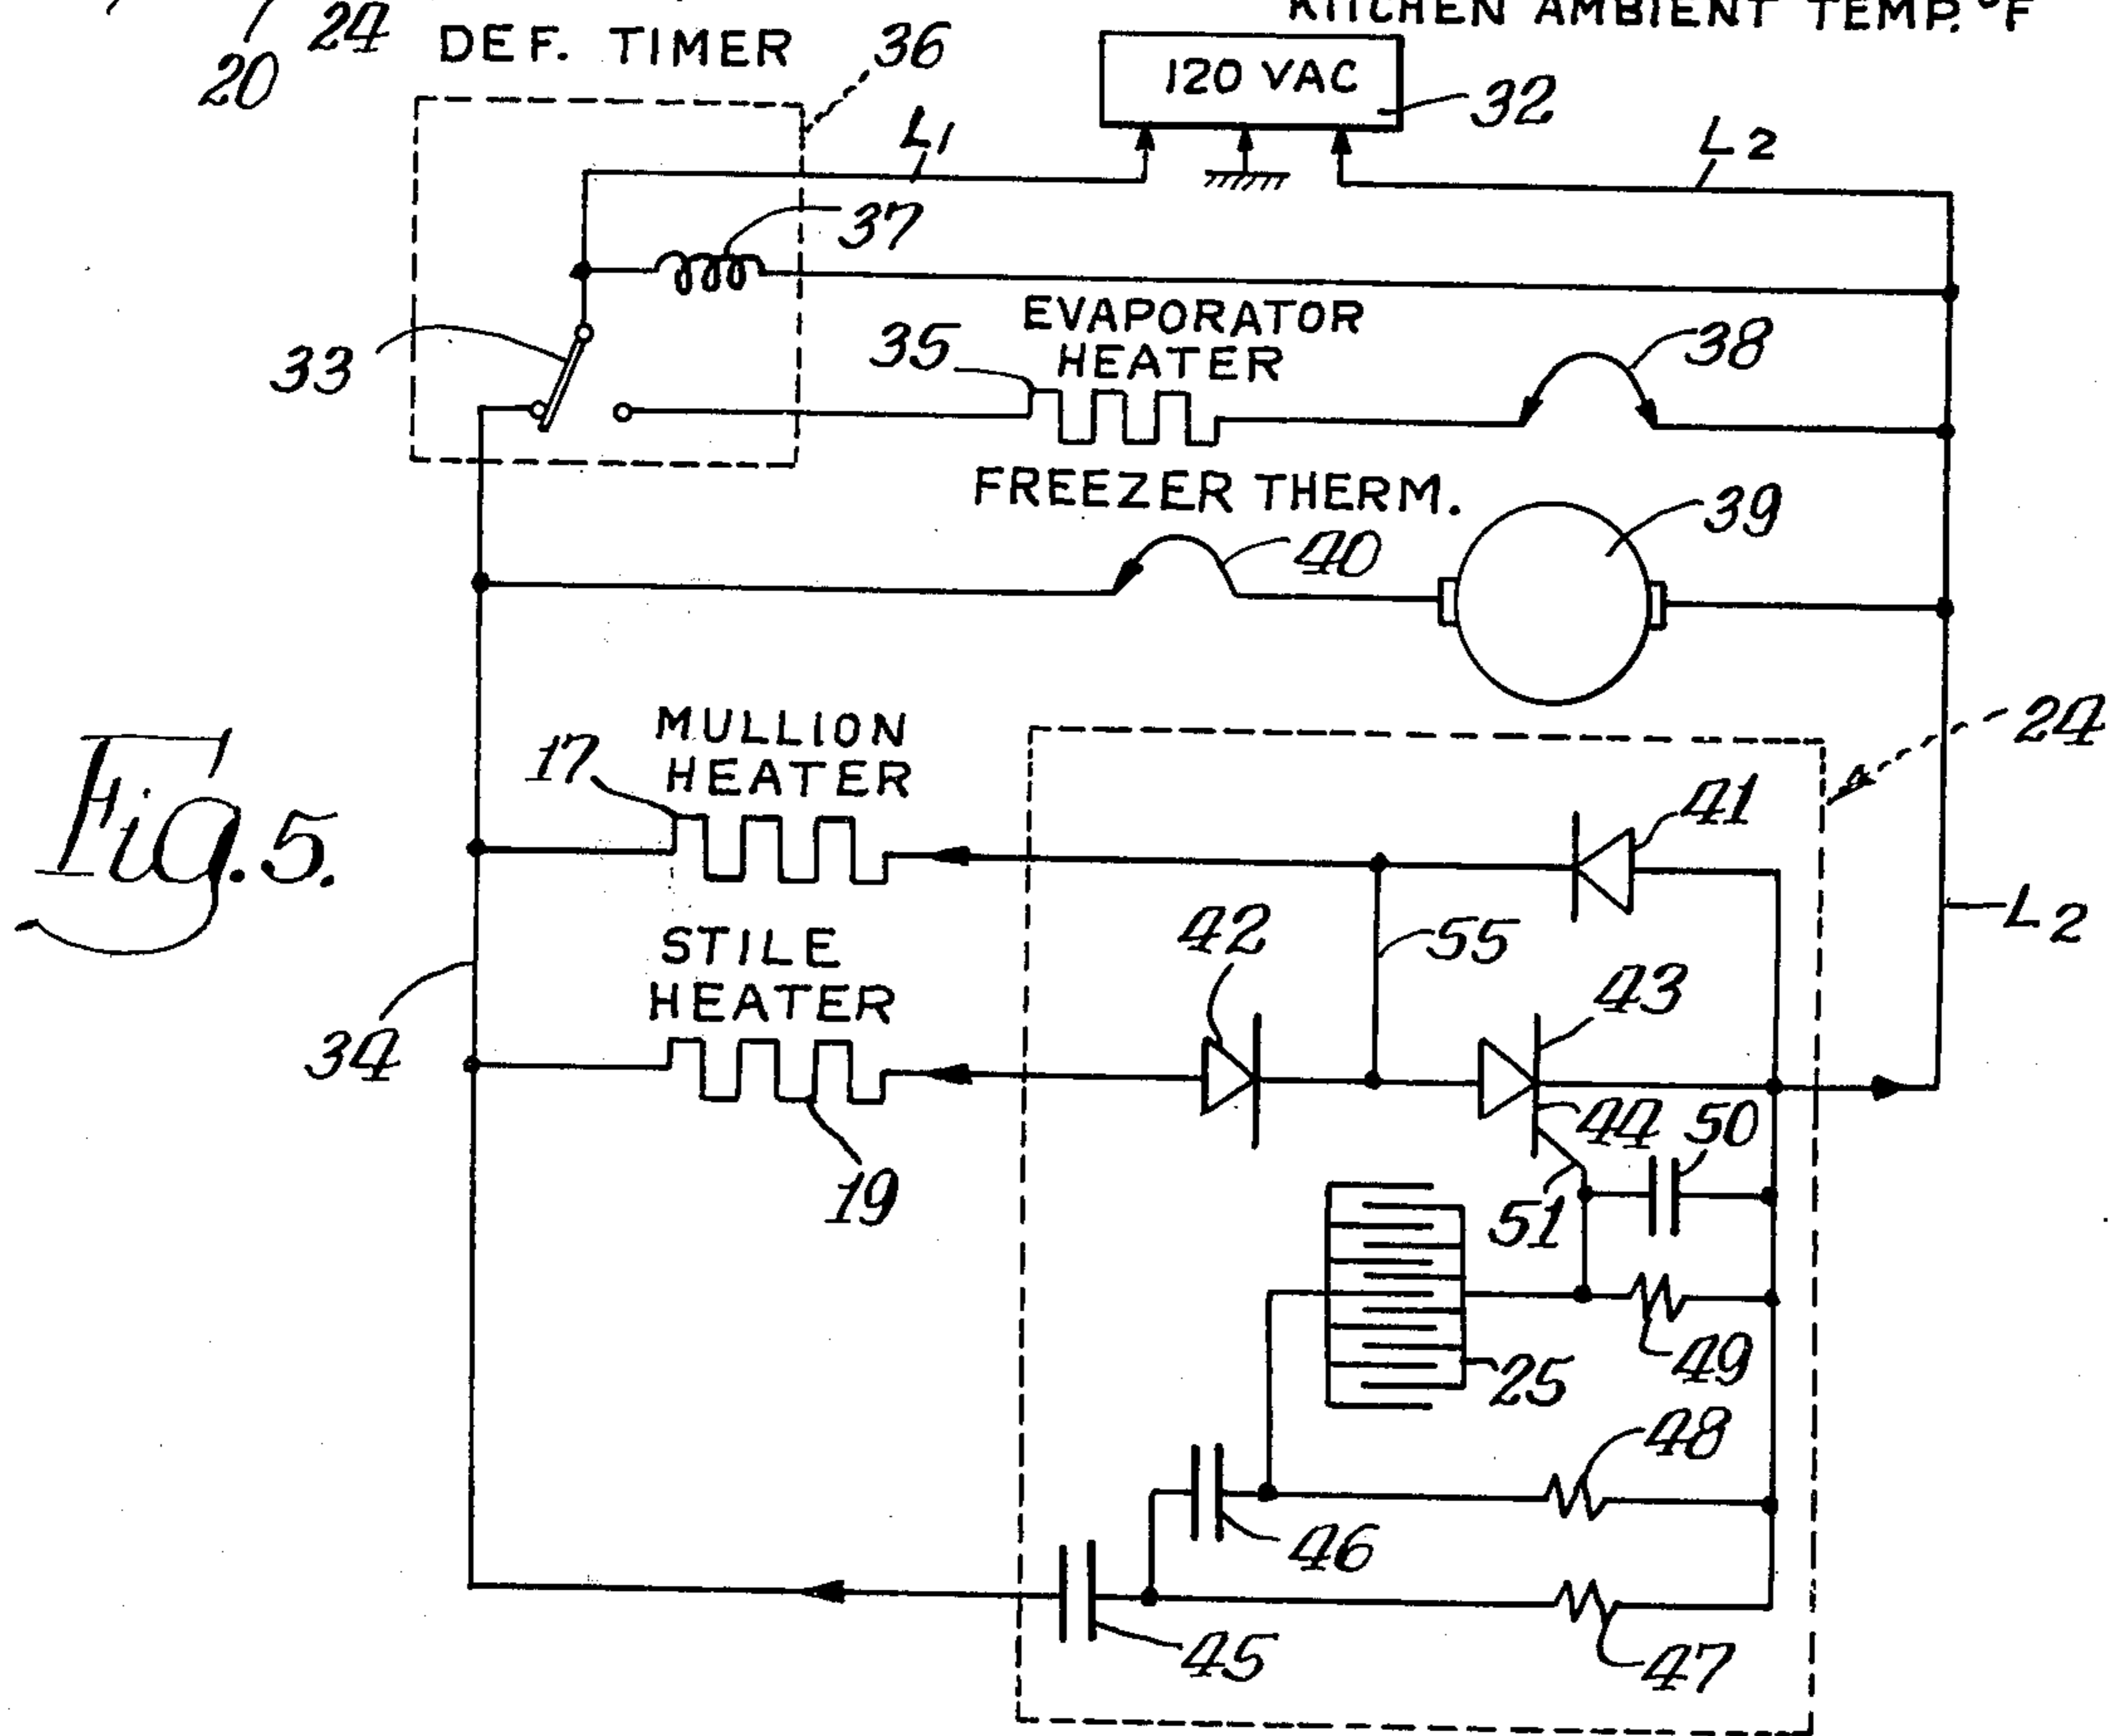 KITCHEN AMBIENT TEMP. °F
24
20
DEF. TIMER
36
120 VAC
32
L1
L2
37
33
35
EVAPORATOR
HEATER
38
FREEZER THERM.
40
39
24
MULLION
HEATER
17
41
Fig. 5.
42
55
L2
STILE
HEATER
43
34
44
50
19
51
25
49
48
46
45
47